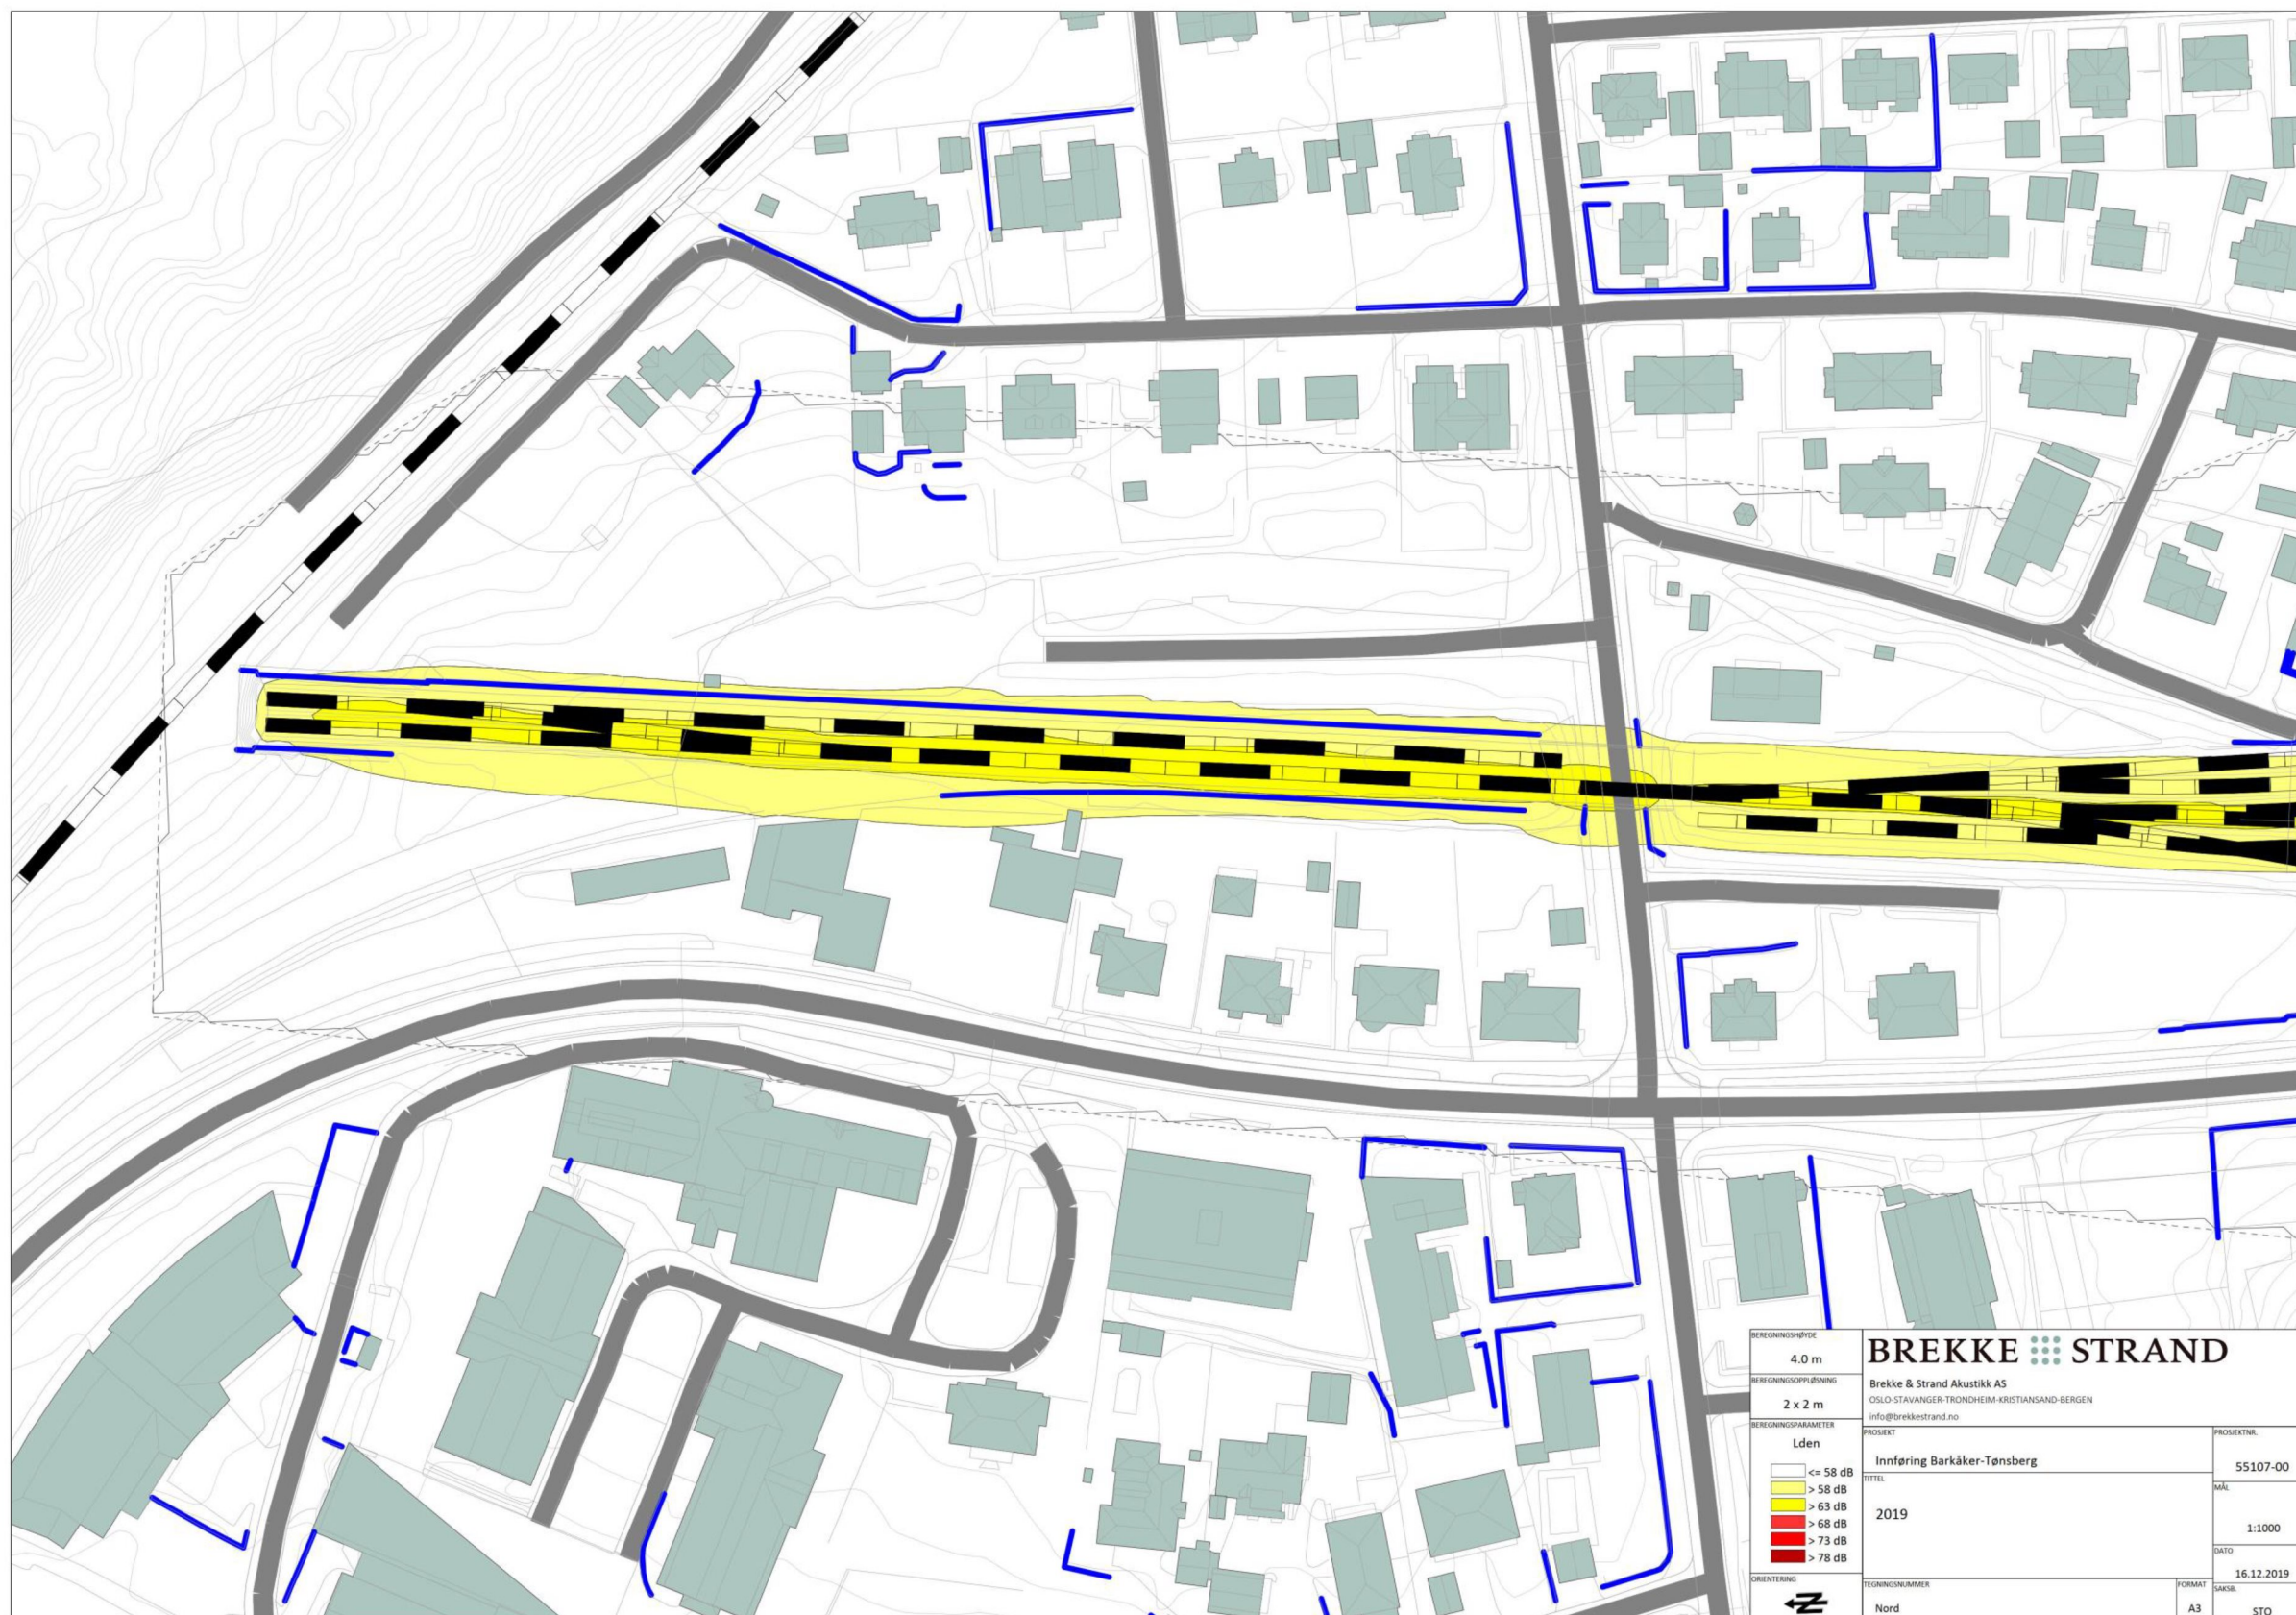 BEREGNINGSHØYDE
4.0 m
BEREGNINGSOPPLØSNING
2 x 2 m
BEREGNINGSPARAMETER
Lden
<= 58 dB
> 58 dB
> 63 dB
> 68 dB
> 73 dB
> 78 dB
ORIENTERING
BREKKE STRAND
Brekke & Strand Akustikk AS
OSLO-STAVANGER-TRONDHEIM-KRISTIANSAND-BERGEN
info@brekkestrand.no
PROSJEKT
Innføring Barkåker-Tønsberg
PROSJEKTNR.
55107-00
TITTEL
2019
MÅL
1:1000
DATO
16.12.2019
TEGNINGSNUMMER
Nord
FORMAT
A3
SAKSB.
STO